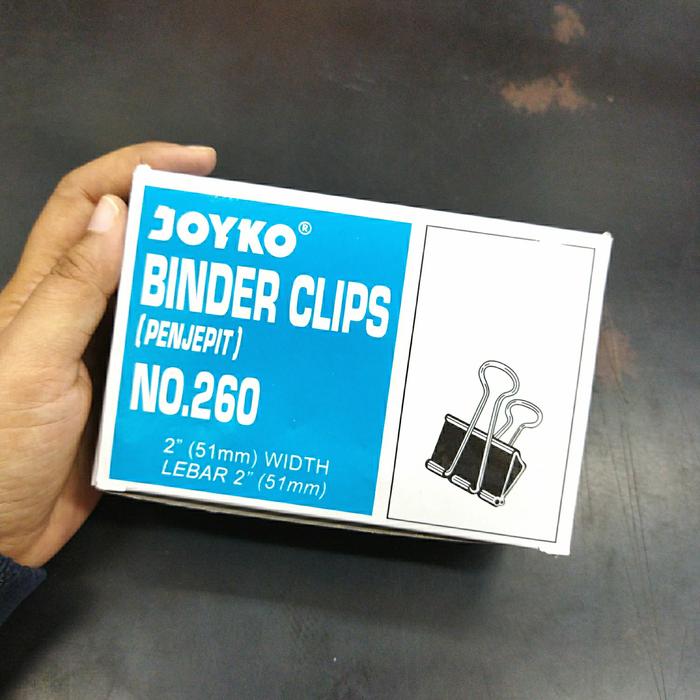 JOYKO®
BINDER CLIPS
(PENJEPIT)
NO.260
2" (51mm) WIDTH
LEBAR 2" (51mm)